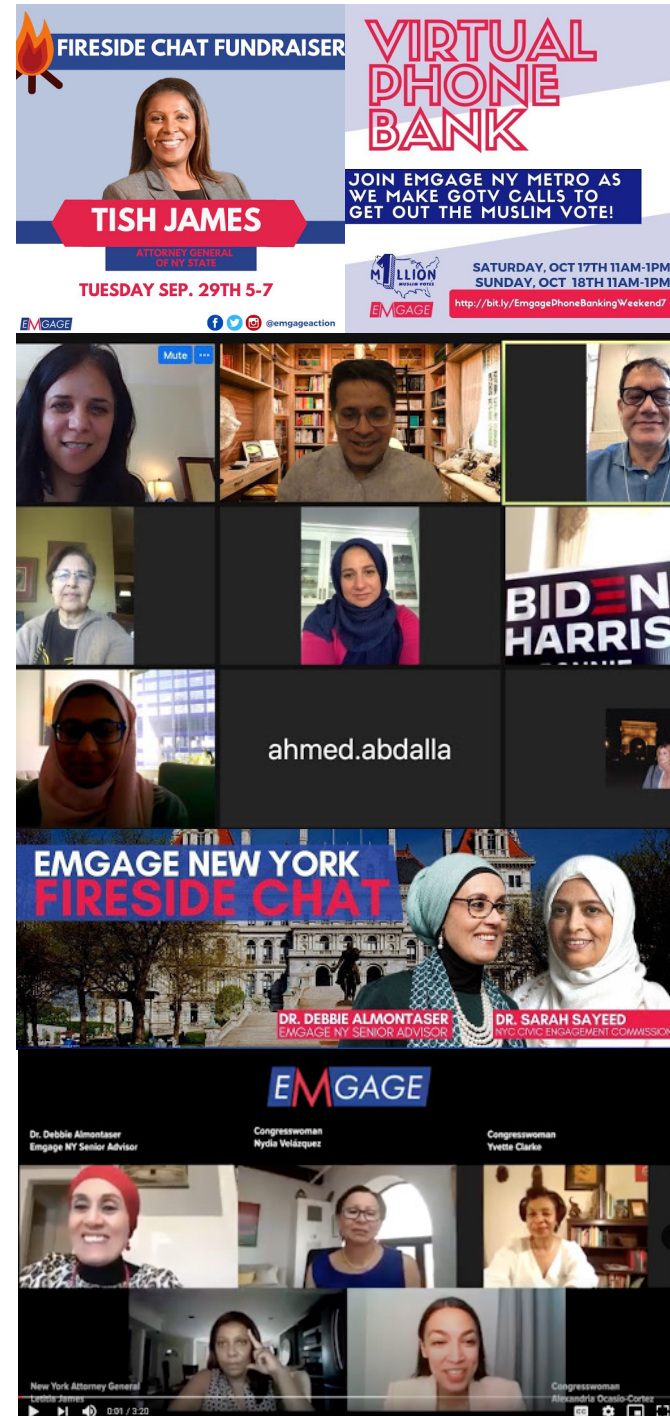 FIRESIDE CHAT FUNDRAISER
TISH JAMES
ATTORNEY GENERAL
OF NY STATE
TUESDAY SEP. 29TH 5-7
EMGAGE
@emgageaction
VIRTUAL
PHONE
BANK
JOIN EMGAGE NY METRO AS
WE MAKE GOTV CALLS TO
GET OUT THE MUSLIM VOTE!
M1LLION
MUSLIM VOTES
EMGAGE
SATURDAY, OCT 17TH 11AM-1PM
SUNDAY, OCT 18TH 11AM-1PM
http://bit.ly/EmgagePhoneBankingWeekend7
Mute
BIDEN
HARRIS
ahmed.abdalla
EMGAGE NEW YORK
FIRESIDE CHAT
DR. DEBBIE ALMONTASER
EMGAGE NY SENIOR ADVISOR
DR. SARAH SAYEED
NYC CIVIC ENGAGEMENT COMMISSION
EMGAGE
Dr. Debbie Almontaser
Emgage NY Senior Advisor
Congresswoman
Nydia Velázquez
Congresswoman
Yvette Clarke
New York Attorney General
Letitia James
Congresswoman
Alexandria Ocasio-Cortez
0:01 / 3:20
CC